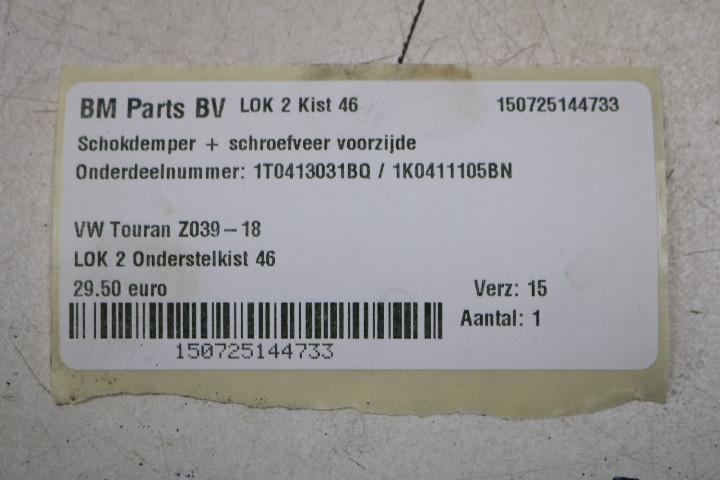 BM Parts BV LOK 2 Kist 46 150725144733
Schokdemper + schroefveer voorzijde
Onderdeelnummer: 1T0413031BQ / 1K0411105BN
VW Touran Z039-18
LOK 2 Onderstelkist 46
29.50 euro Verz: 15
Aantal: 1
150725144733